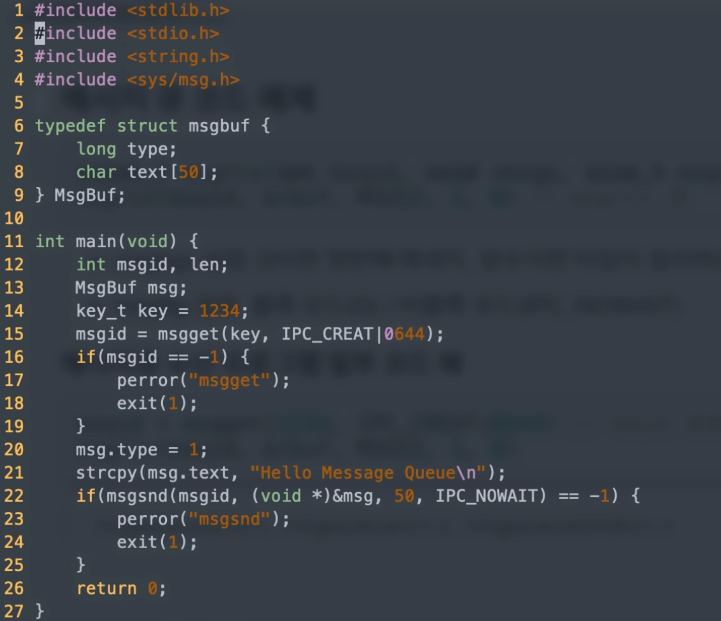 1 #include <stdlib.h>
2 #include <stdio.h>
3 #include <string.h>
4 #include <sys/msg.h>
5
6 typedef struct msgbuf {
7     long type;
8     char text[50];
9 } MsgBuf;
10
11 int main(void) {
12     int msgid, len;
13     MsgBuf msg;
14     key_t key = 1234;
15     msgid = msgget(key, IPC_CREAT|0644);
16     if(msgid == -1) {
17         perror("msgget");
18         exit(1);
19     }
20     msg.type = 1;
21     strcpy(msg.text, "Hello Message Queue\n");
22     if(msgsnd(msgid, (void *)&msg, 50, IPC_NOWAIT) == -1) {
23         perror("msgsnd");
24         exit(1);
25     }
26     return 0;
27 }